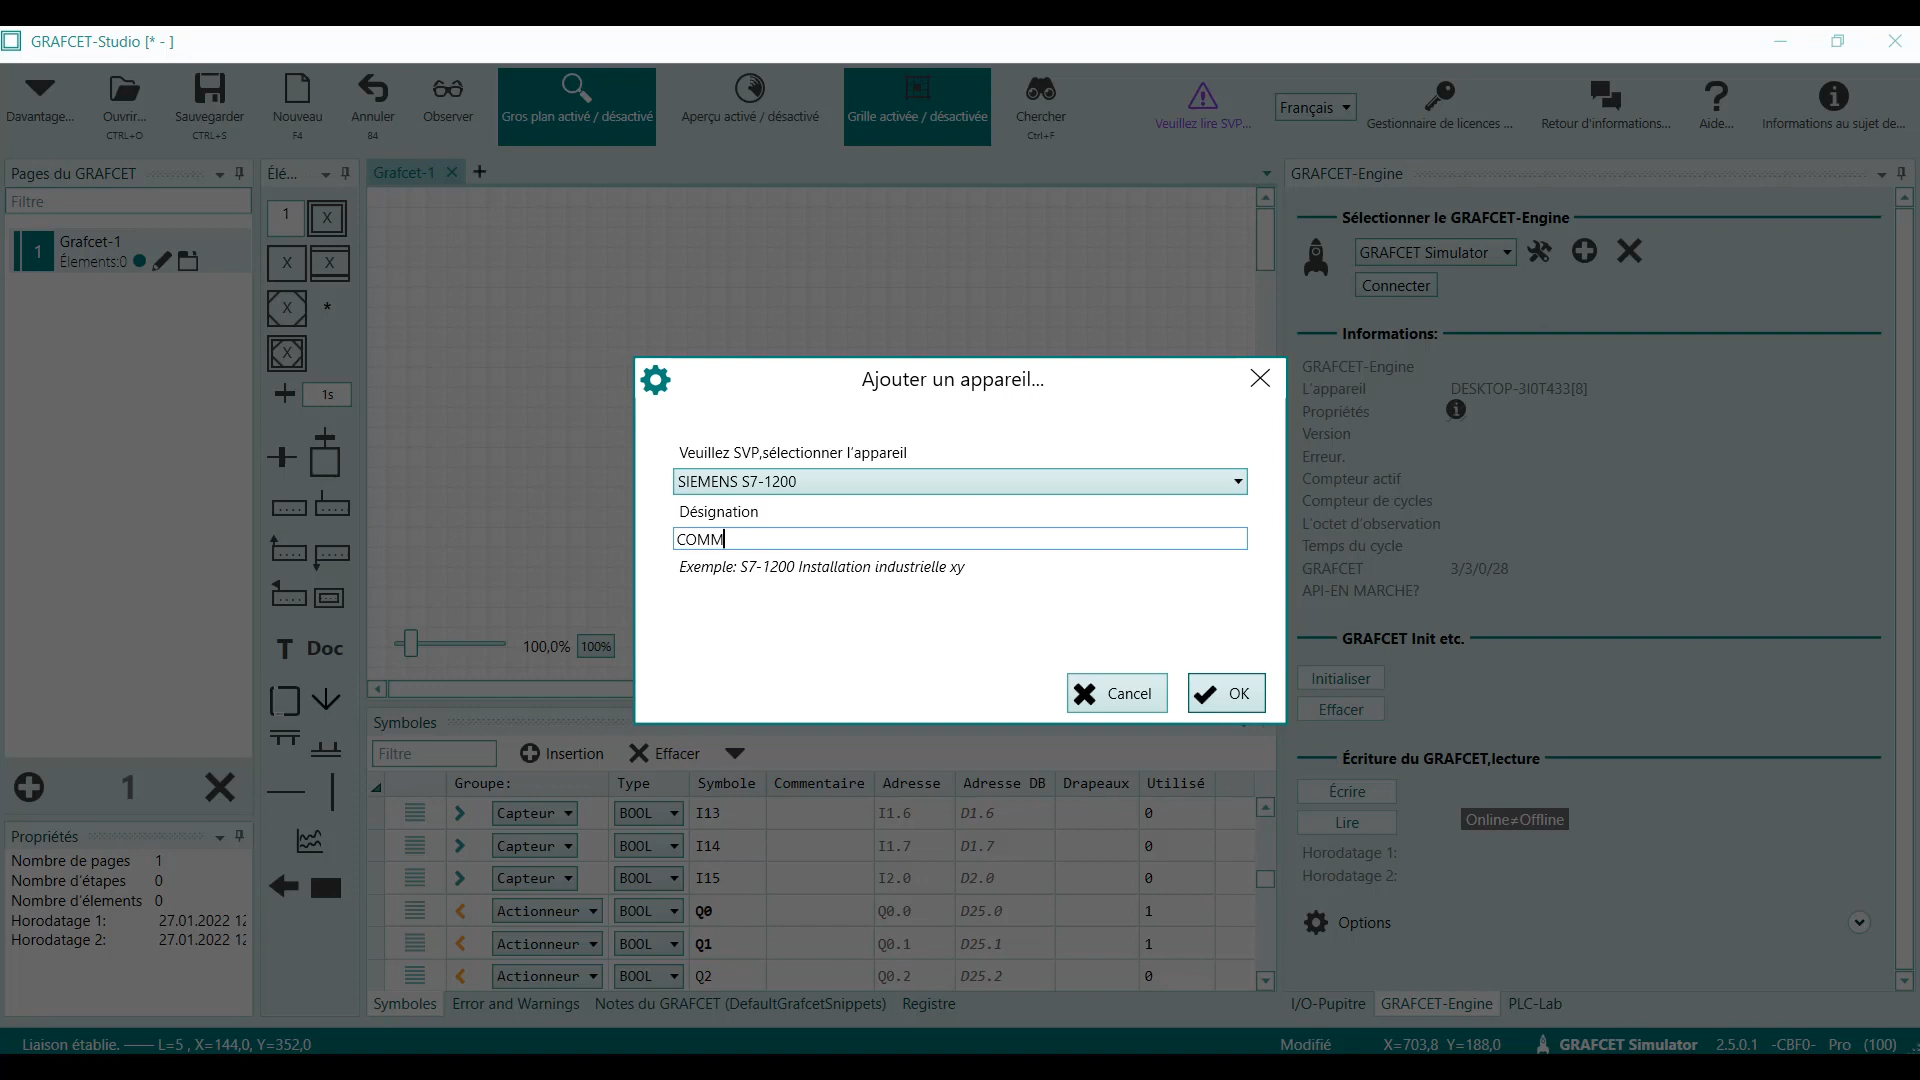 GRAFCET-Studio [* - ]
Davantage...
Ouvrir...
CTRL+O
Sauvegarder
CTRL+S
Nouveau
F4
Annuler
84
Observer
Gros plan activé / désactivé
Aperçu activé / désactivé
Grille activée / désactivée
Chercher
Ctrl+F
Veuillez lire SVP...
Français
Gestionnaire de licences ...
Retour d'informations...
Aide...
Informations au sujet de...
Pages du GRAFCET
Filtre
1
Grafcet-1
Élements:0
1
Propriétés
Nombre de pages 1
Nombre d'étapes 0
Nombre d'élements 0
Horodatage 1: 27.01.2022 12
Horodatage 2: 27.01.2022 12
Élé...
1
X
X
X
X
*
X
1s
T
Doc
Grafcet-1
100,0%
100%
Ajouter un appareil...
Veuillez SVP,sélectionner l'appareil
SIEMENS S7-1200
Désignation
COMM
Exemple: S7-1200 Installation industrielle xy
Cancel
OK
Symboles
Filtre
Insertion
Effacer
Groupe: Type Symbole Commentaire Adresse Adresse DB Drapeaux Utilisé
Capteur BOOL I13 I1.6 D1.6 0
Capteur BOOL I14 I1.7 D1.7 0
Capteur BOOL I15 I2.0 D2.0 0
Actionneur BOOL Q0 Q0.0 D25.0 1
Actionneur BOOL Q1 Q0.1 D25.1 1
Actionneur BOOL Q2 Q0.2 D25.2 0
Symboles
Error and Warnings
Notes du GRAFCET (DefaultGrafcetSnippets)
Registre
GRAFCET-Engine
Sélectionner le GRAFCET-Engine
GRAFCET Simulator
Connecter
Informations:
GRAFCET-Engine
L'appareil DESKTOP-3I0T433[8]
Propriétés
Version
Erreur.
Compteur actif
Compteur de cycles
L'octet d'observation
Temps du cycle
GRAFCET 3/3/0/28
API-EN MARCHE?
GRAFCET Init etc.
Initialiser
Effacer
Écriture du GRAFCET,lecture
Écrire
Lire
Online≠Offline
Horodatage 1:
Horodatage 2:
Options
I/O-Pupitre
GRAFCET-Engine
PLC-Lab
Liaison établie. —— L=5 , X=144,0, Y=352,0
Modifié
X=703,8 Y=188,0
GRAFCET Simulator
2.5.0.1
-CBF0-
Pro
(100)